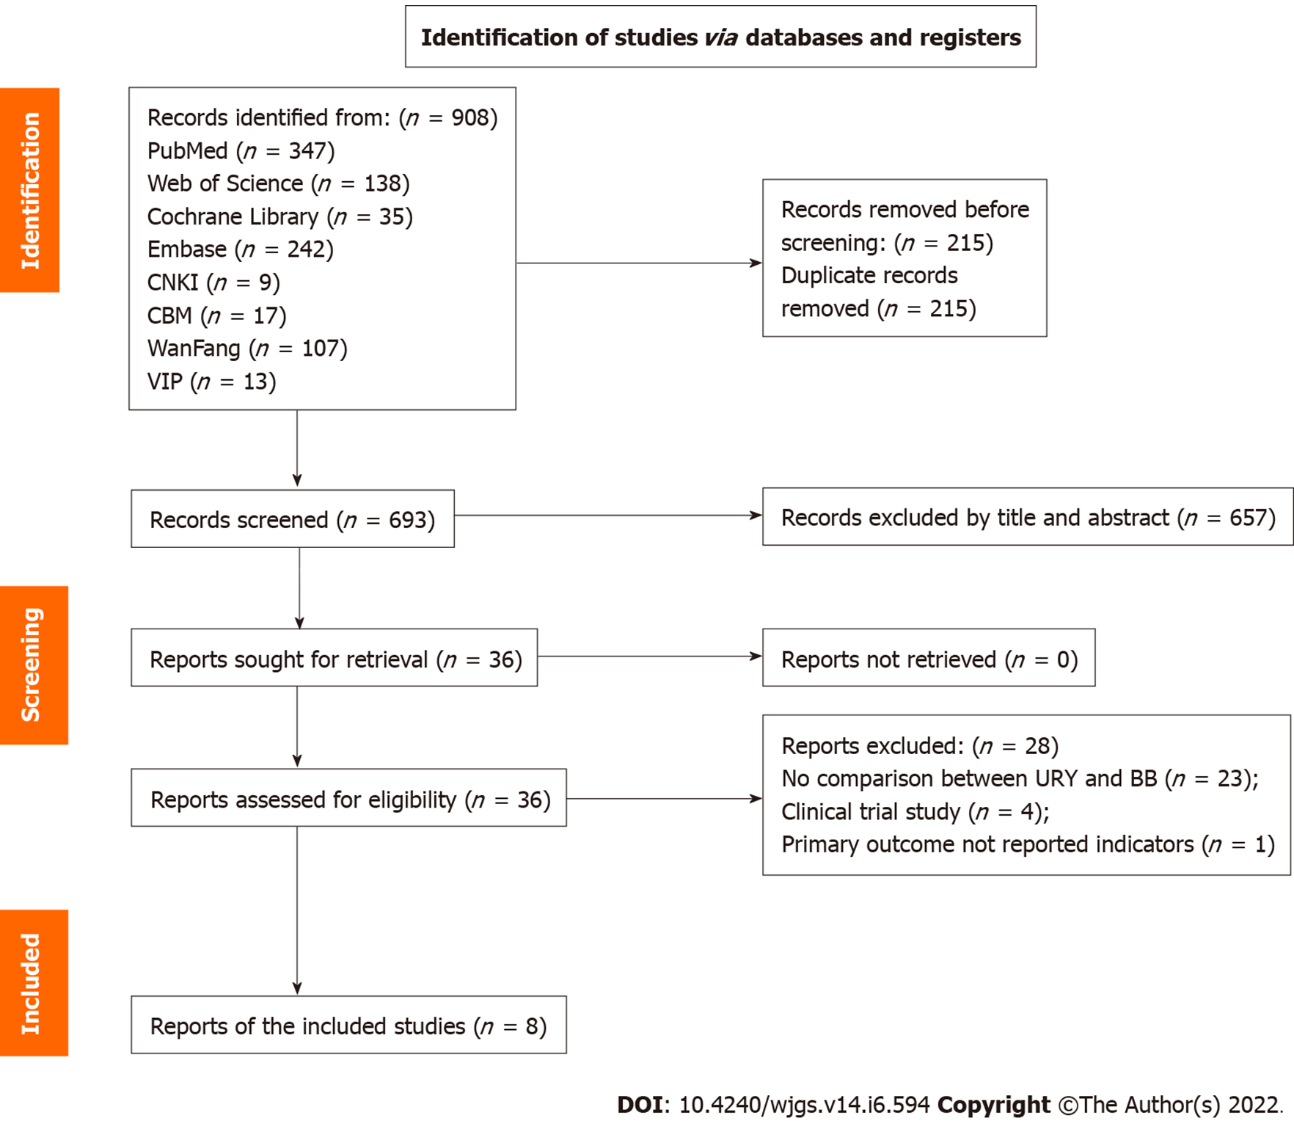 Identification of studies via databases and registers
Identification
Records identified from: (n = 908)
PubMed (n = 347)
Web of Science (n = 138)
Cochrane Library (n = 35)
Embase (n = 242)
CNKI (n = 9)
CBM (n = 17)
WanFang (n = 107)
VIP (n = 13)
Records removed before
screening: (n = 215)
Duplicate records
removed (n = 215)
Records screened (n = 693)
Records excluded by title and abstract (n = 657)
Screening
Reports sought for retrieval (n = 36)
Reports not retrieved (n = 0)
Reports assessed for eligibility (n = 36)
Reports excluded: (n = 28)
No comparison between URY and BB (n = 23);
Clinical trial study (n = 4);
Primary outcome not reported indicators (n = 1)
Included
Reports of the included studies (n = 8)
DOI: 10.4240/wjgs.v14.i6.594 Copyright ©The Author(s) 2022.